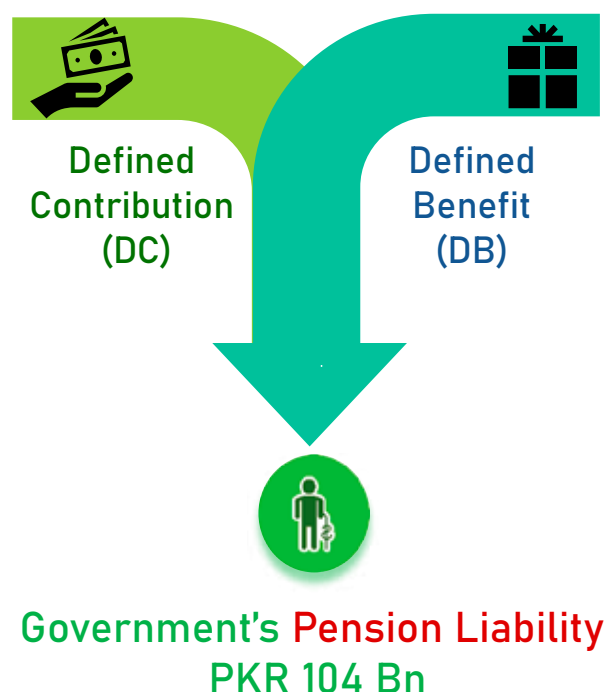 Defined
Contribution
(DC)
Defined
Benefit
(DB)
Government's Pension Liability
PKR 104 Bn